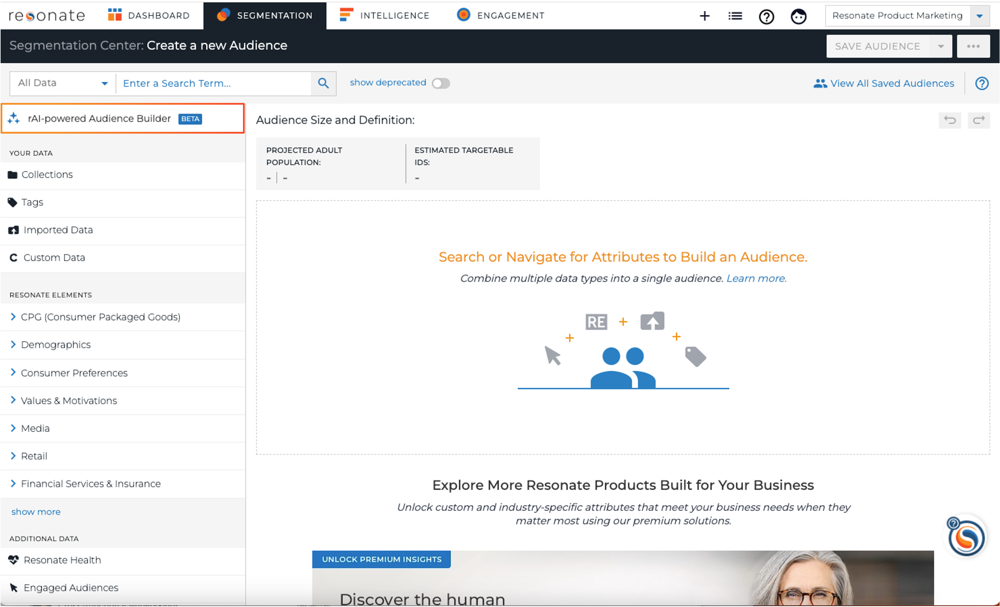 resonate
DASHBOARD
SEGMENTATION
INTELLIGENCE
ENGAGEMENT
Resonate Product Marketing
Segmentation Center: Create a new Audience
SAVE AUDIENCE
All Data
Enter a Search Term...
show deprecated
View All Saved Audiences
rAI-powered Audience Builder BETA
YOUR DATA
Collections
Tags
Imported Data
C Custom Data
RESONATE ELEMENTS
CPG (Consumer Packaged Goods)
Demographics
Consumer Preferences
Values & Motivations
Media
Retail
Financial Services & Insurance
show more
ADDITIONAL DATA
Resonate Health
Engaged Audiences
Audience Size and Definition:
PROJECTED ADULT
POPULATION:
- | -
ESTIMATED TARGETABLE
IDS:
-
Search or Navigate for Attributes to Build an Audience.
Combine multiple data types into a single audience. Learn more.
RE
Explore More Resonate Products Built for Your Business
Unlock custom and industry-specific attributes that meet your business needs when they
matter most using our premium solutions.
UNLOCK PREMIUM INSIGHTS
Discover the human